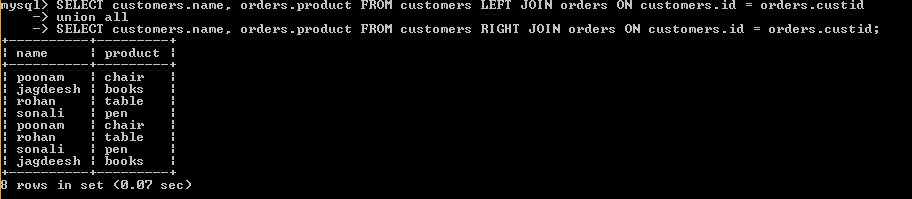 mysql> SELECT customers.name, orders.product FROM customers LEFT JOIN orders ON customers.id = orders.custid
    -> union all
    -> SELECT customers.name, orders.product FROM customers RIGHT JOIN orders ON customers.id = orders.custid;
+----------+---------+
| name     | product |
+----------+---------+
| poonam   | chair   |
| jagdeesh | books   |
| rohan    | table   |
| sonali   | pen     |
| poonam   | chair   |
| rohan    | table   |
| sonali   | pen     |
| jagdeesh | books   |
+----------+---------+
8 rows in set (0.07 sec)